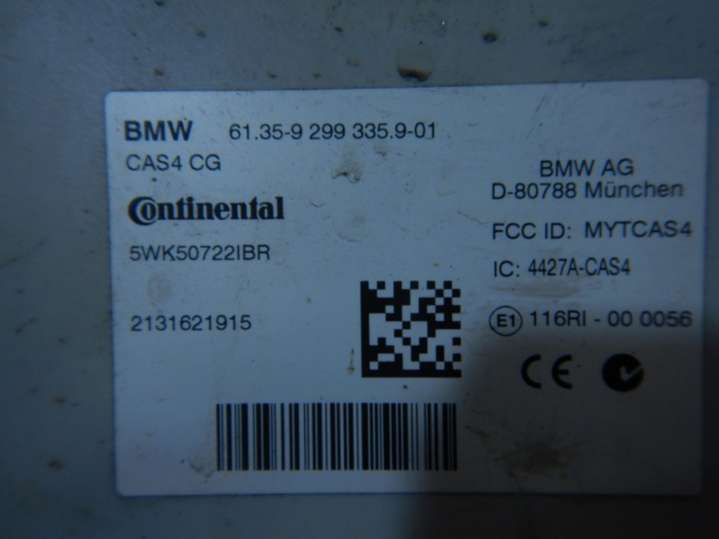 BMW 61.35-9 299 335.9-01
CAS4 CG
Continental
5WK50722IBR
2131621915
BMW AG
D-80788 München
FCC ID: MYTCAS4
IC: 4427A-CAS4
E1 116RI - 00 0056
CE